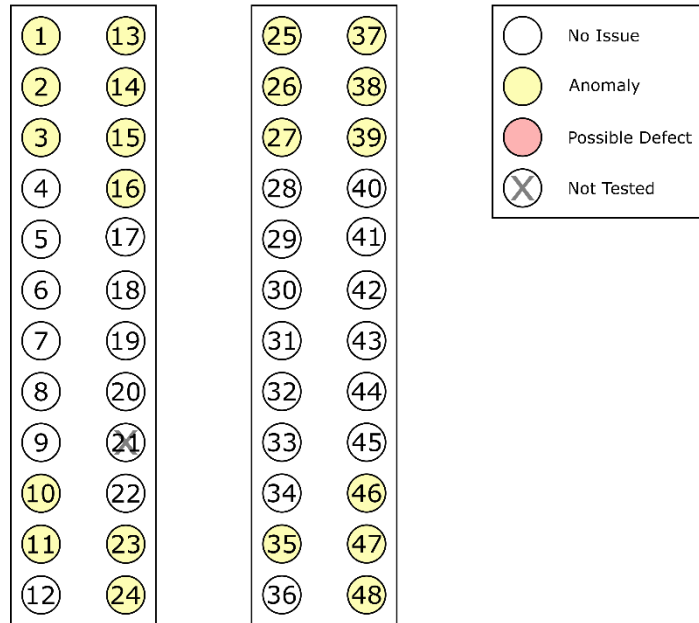 1 13 25 37 No Issue
2 14 26 38 Anomaly
3 15 27 39 Possible Defect
4 16 28 40 X Not Tested
5 17 29 41
6 18 30 42
7 19 31 43
8 20 32 44
9 21 33 45
10 22 34 46
11 23 35 47
12 24 36 48